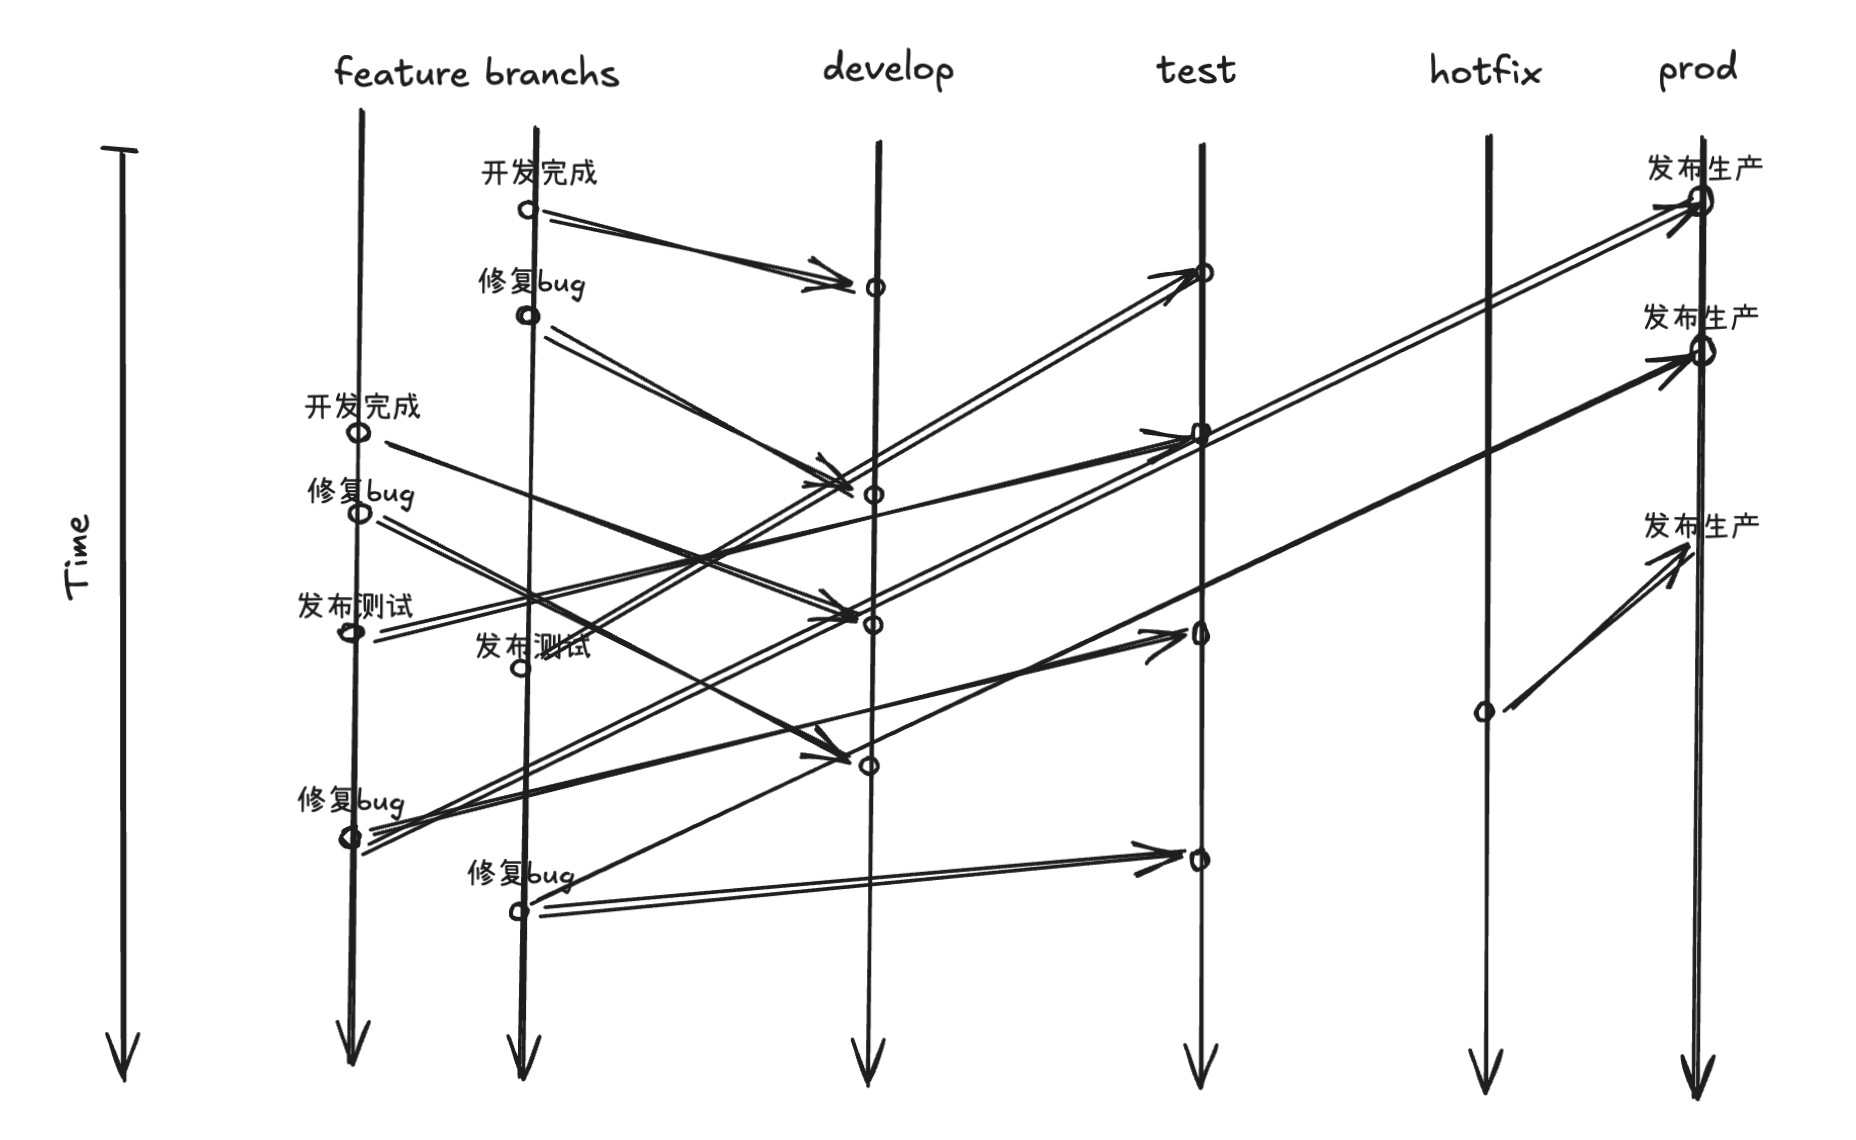 feature branchs
develop
test
hotfix
prod
开发完成
修复bug
开发完成
修复bug
发布测试
发布测试
修复bug
修复bug
发布生产
发布生产
发布生产
Time